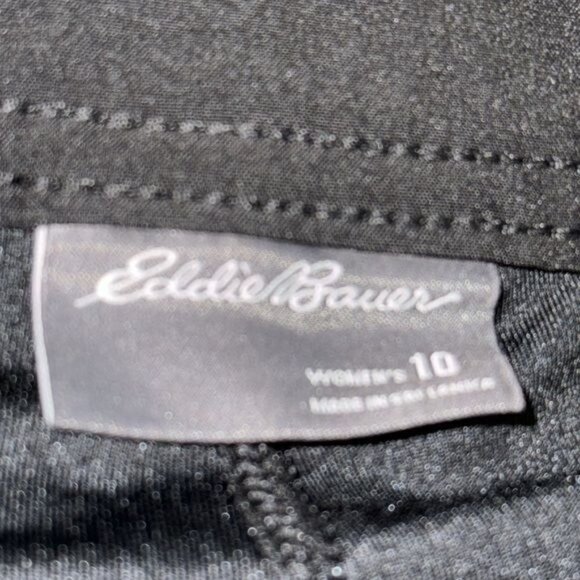 Eddie Bauer
WOMEN'S 10
MADE IN SRI LANKA